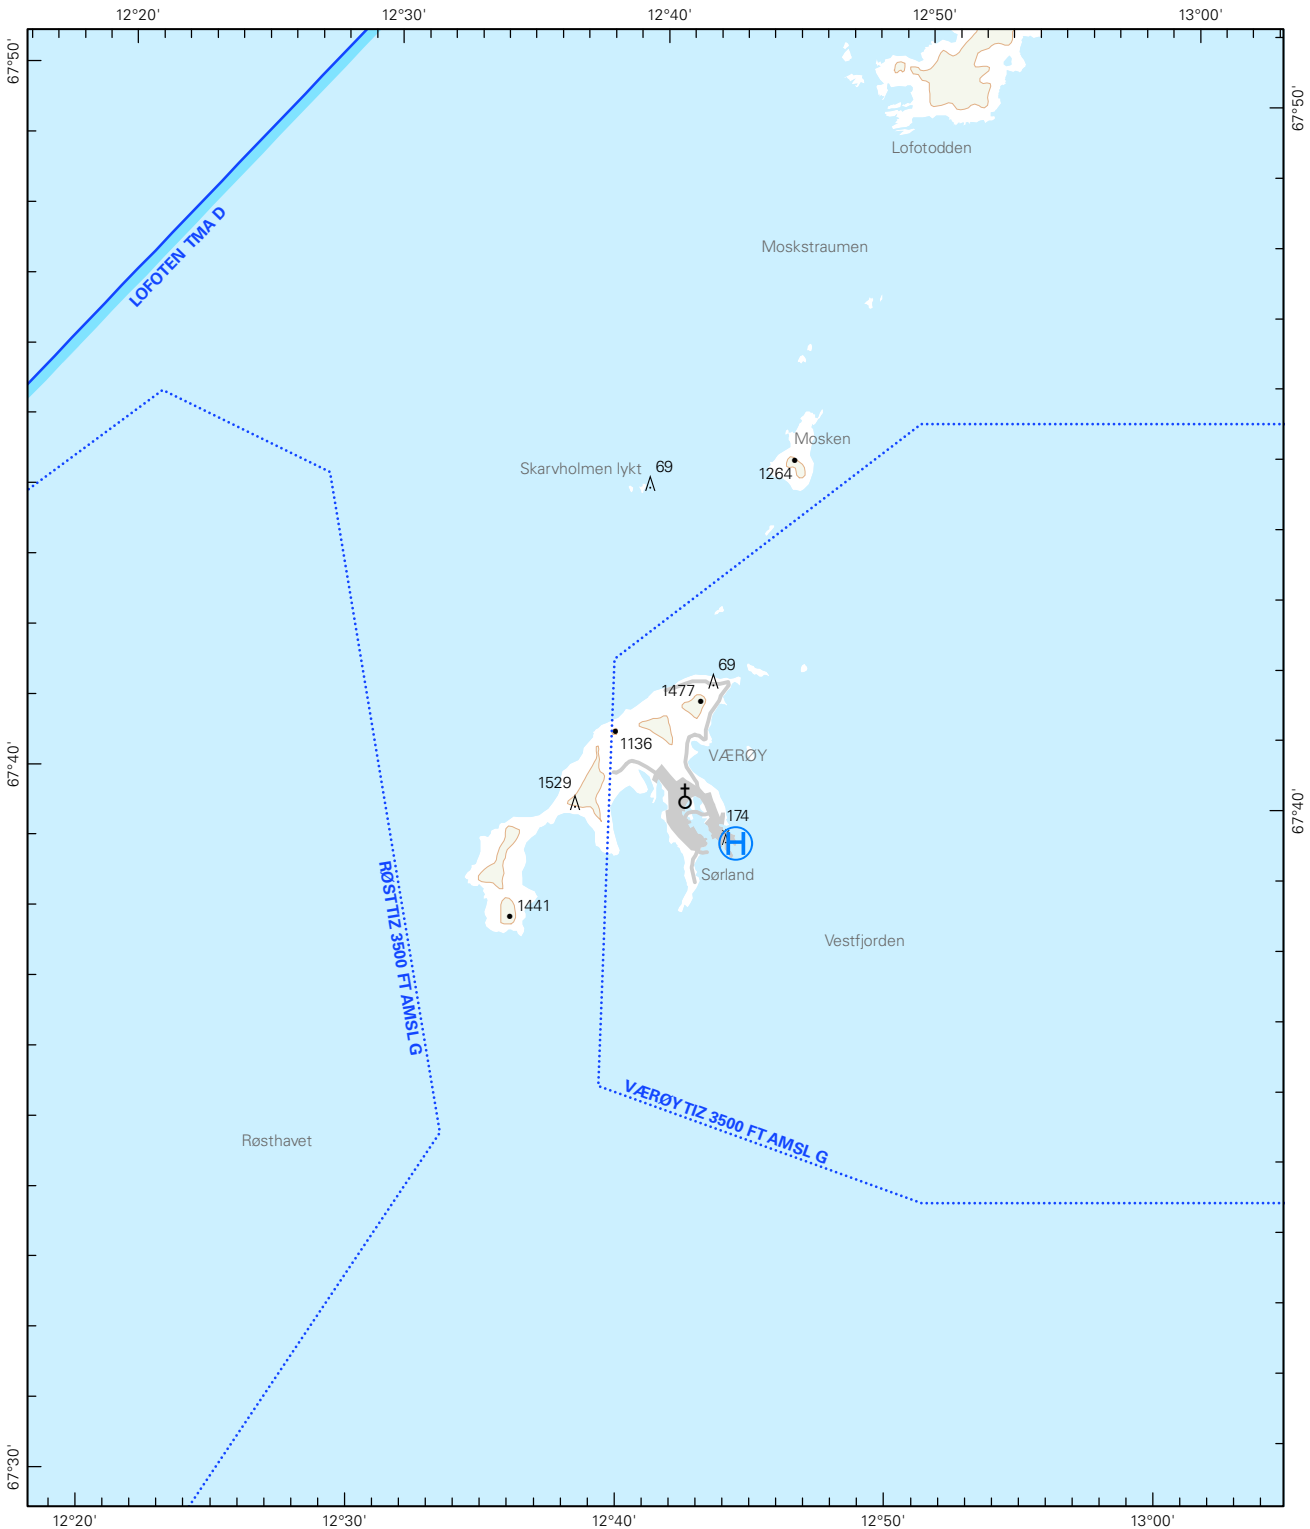 12°20'
12°30'
12°40'
12°50'
13°00'
67°50'
67°50'
Lofotodden
LOFOTEN TMA D
Moskstraumen
Mosken
Skarvholmen lykt
69
1264
69
1477
1136
VÆRØY
67°40'
1529
174
67°40'
Sørland
1441
RØST TIZ 3500 FT AMSL G
Vestfjorden
VÆRØY TIZ 3500 FT AMSL G
Røsthavet
67°30'
H
12°20'
12°30'
12°40'
12°50'
13°00'